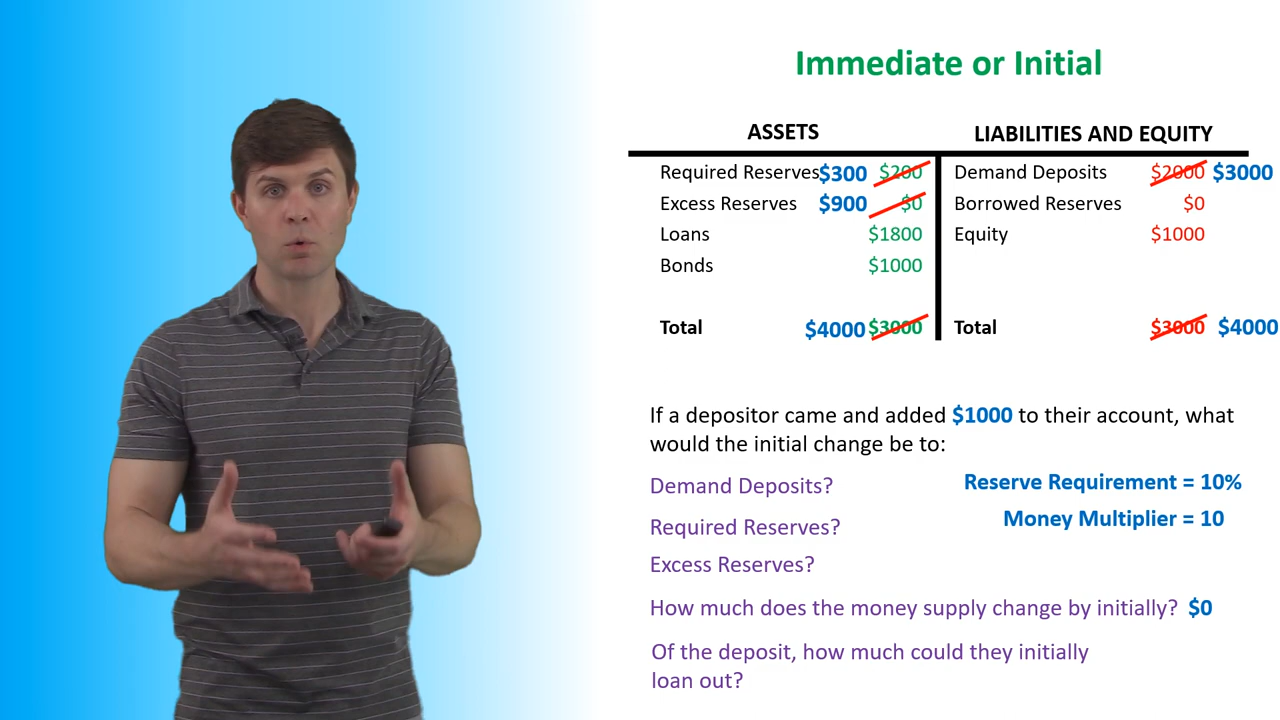 Immediate or Initial
ASSETS LIABILITIES AND EQUITY
Required Reserves $300 $200 Demand Deposits $2000 $3000
Excess Reserves $900 $0 Borrowed Reserves $0
Loans $1800 Equity $1000
Bonds $1000
Total $4000 $3000 Total $3000 $4000
If a depositor came and added $1000 to their account, what
would the initial change be to:
Demand Deposits? Reserve Requirement = 10%
Money Multiplier = 10
Required Reserves?
Excess Reserves?
How much does the money supply change by initially? $0
Of the deposit, how much could they initially
loan out?